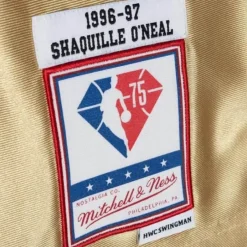 1996-97
SHAQUILLE O'NEAL
75
NOSTALGIA CO.
Mitchell & Ness
PHILADELPHIA, PA.
HWCSWINGMAN